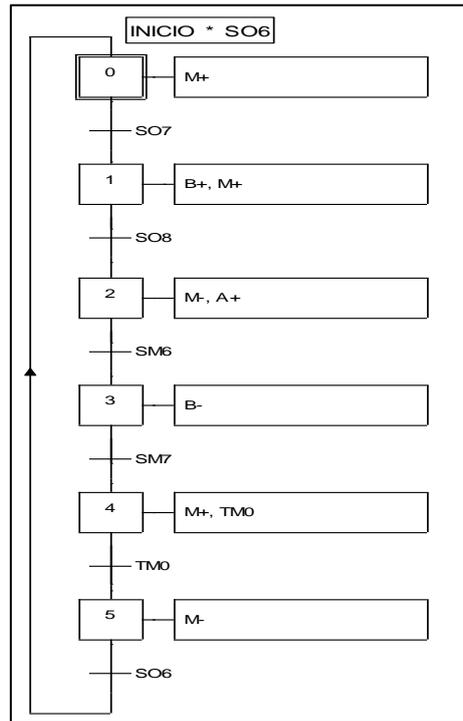 INICIO * SO6
0
M+
SO7
1
B+, M+
SO8
2
M-, A+
SM6
3
B-
SM7
4
M+, TM0
TM0
5
M-
SO6